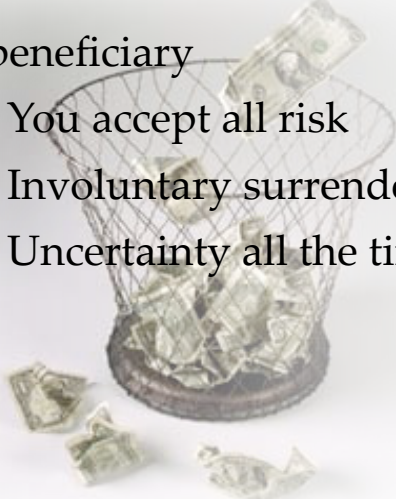 beneficiary
You accept all risk
Involuntary surrende
Uncertainty all the ti